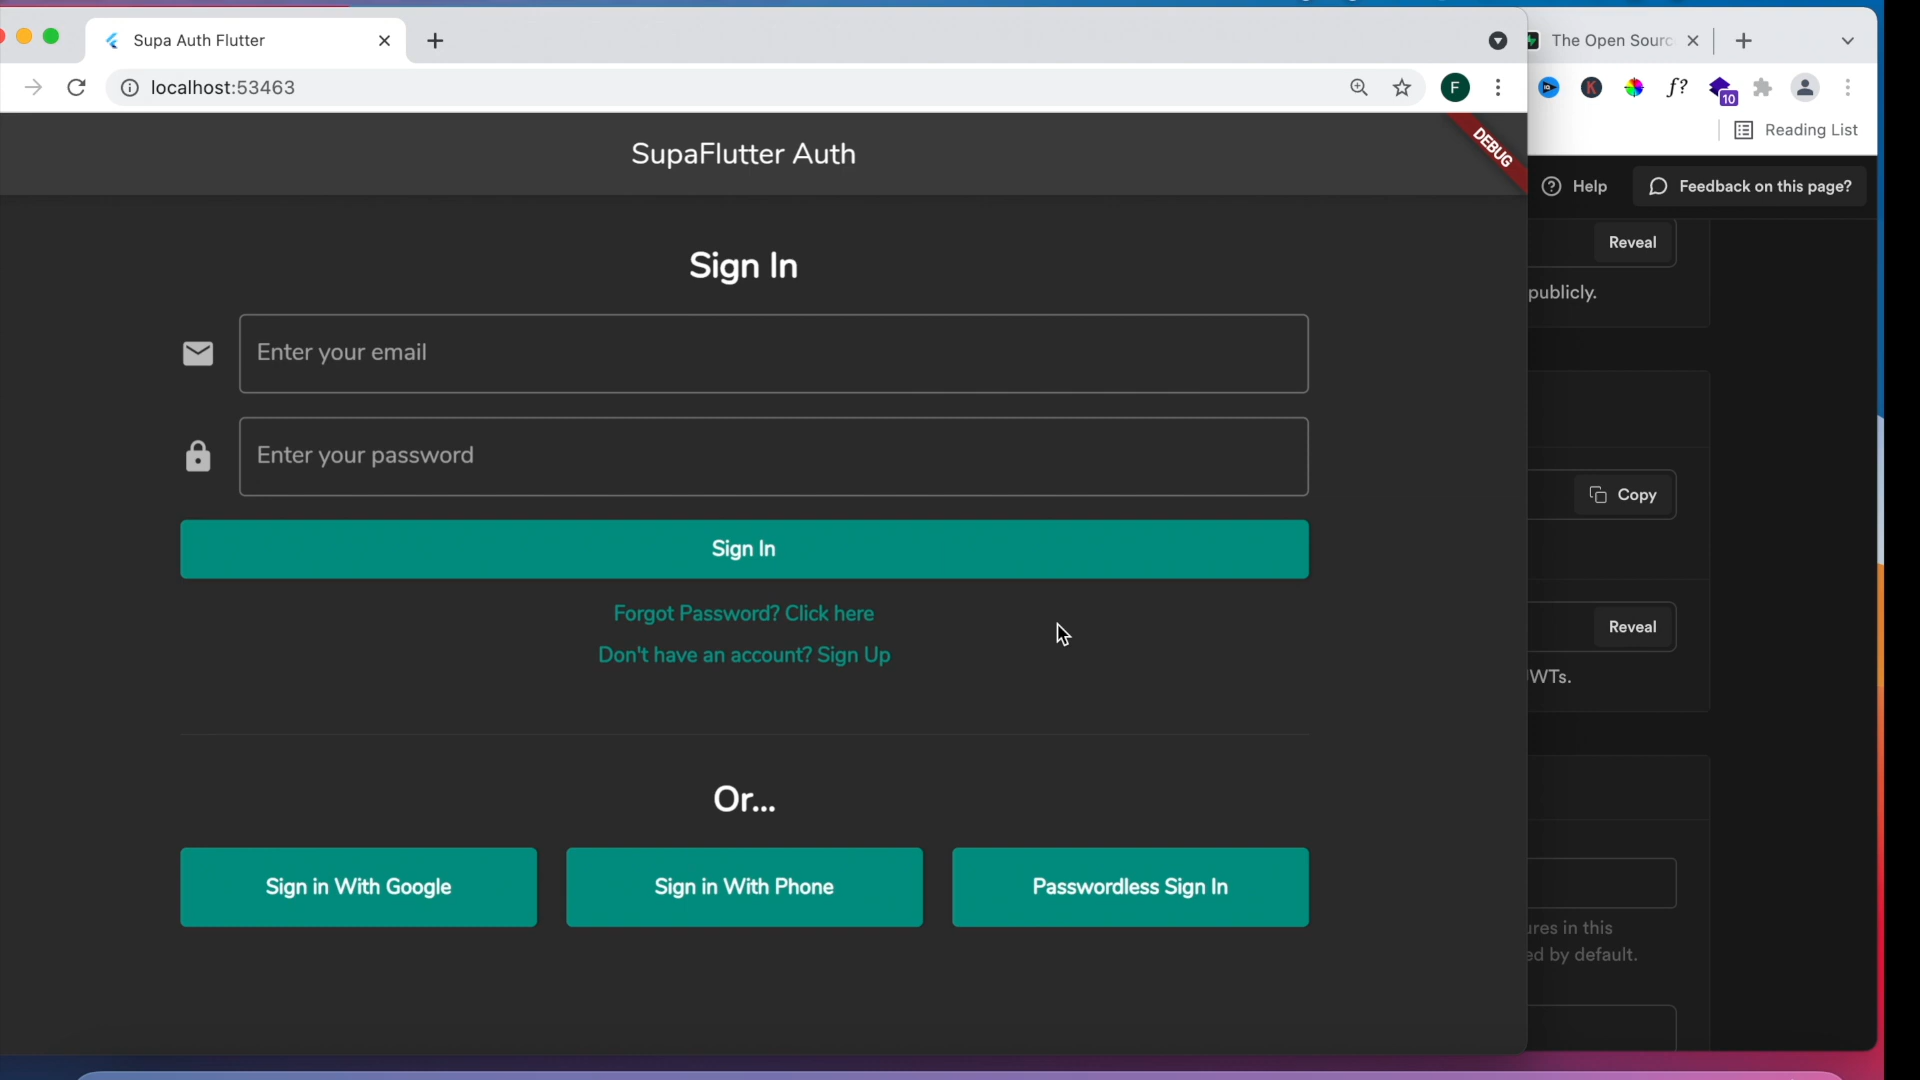 Supa Auth Flutter
The Open Sourc
localhost:53463
F
K
f?
10
Reading List
SupaFlutter Auth
DEBUG
Help
Feedback on this page?
Reveal
publicly.
Sign In
Enter your email
Enter your password
Copy
Sign In
Forgot Password? Click here
Don't have an account? Sign Up
Reveal
WTs.
Or...
Sign in With Google
Sign in With Phone
Passwordless Sign In
ures in this
ed by default.